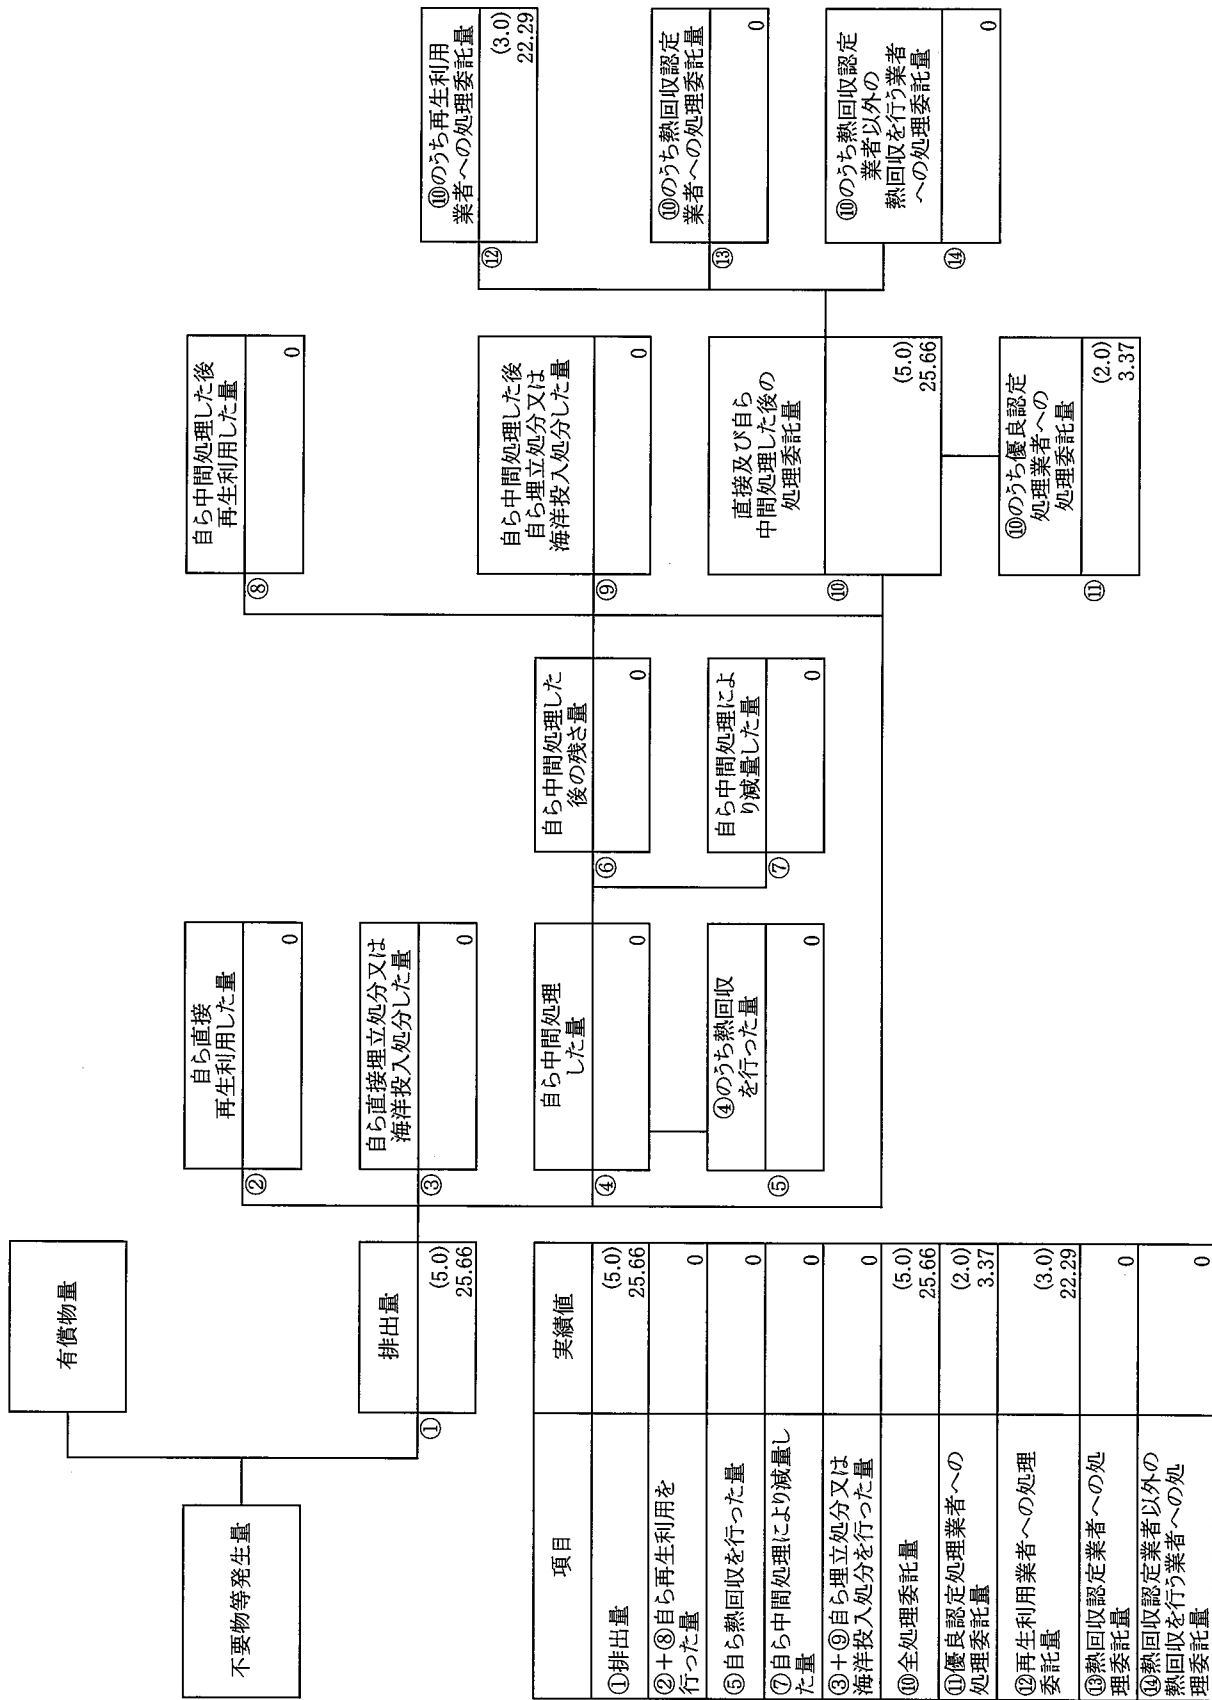 不要物等発生量
有償物量
①
排出量
(5.0)
25.66
②
自ら直接
再生利用した量
0
③
自ら直接埋立処分又は
海洋投入処分した量
0
④
自ら中間処理
した量
0
⑤
④のうち熱回収
を行った量
0
⑥
自ら中間処理した
後の残さ量
0
⑦
自ら中間処理によ
り減量した量
0
⑧
自ら中間処理した後
再生利用した量
0
⑨
自ら中間処理した後
自ら埋立処分又は
海洋投入処分した量
0
⑩
直接及び自ら
中間処理した後の
処理委託量
(5.0)
25.66
⑪
⑩のうち優良認定
処理業者への
処理委託量
(2.0)
3.37
⑫
⑩のうち再生利用
業者への処理委託量
(3.0)
22.29
⑬
⑩のうち熱回収認定
業者への処理委託量
0
⑭
⑩のうち熱回収認定
業者以外の
熱回収を行う業者
への処理委託量
0
項目
実績値
①排出量
(5.0)
25.66
②+⑧自ら再生利用を
行った量
0
⑤自ら熱回収を行った量
0
⑦自ら中間処理により減量し
た量
0
③+⑨自ら埋立処分又は
海洋投入処分を行った量
0
⑩全処理委託量
(5.0)
25.66
⑪優良認定処理業者への
処理委託量
(2.0)
3.37
⑫再生利用業者への処理
委託量
(3.0)
22.29
⑬熱回収認定業者への処
理委託量
0
⑭熱回収認定業者以外の
熱回収を行う業者への処
理委託量
0